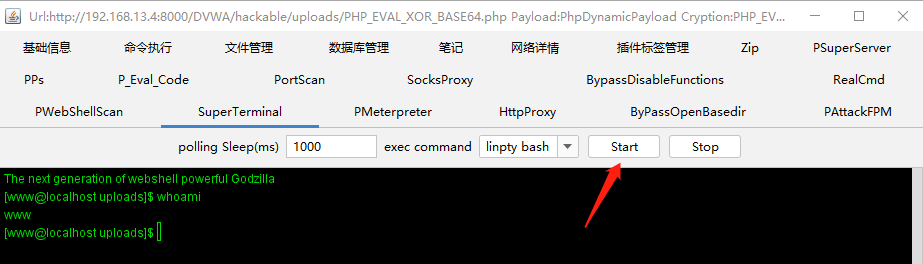 Url:http://192.168.13.4:8000/DVWA/hackable/uploads/PHP_EVAL_XOR_BASE64.php Payload:PhpDynamicPayload Cryption:PHP_EV...
基础信息 命令执行 文件管理 数据库管理 笔记 网络详情 插件标签管理 Zip PSuperServer
PPs P_Eval_Code PortScan SocksProxy BypassDisableFunctions RealCmd
PWebShellScan SuperTerminal PMeterpreter HttpProxy ByPassOpenBasedir PAttackFPM
polling Sleep(ms) 1000 exec command linpty bash Start Stop
The next generation of webshell powerful Godzilla
[www@localhost uploads]$ whoami
www
[www@localhost uploads]$